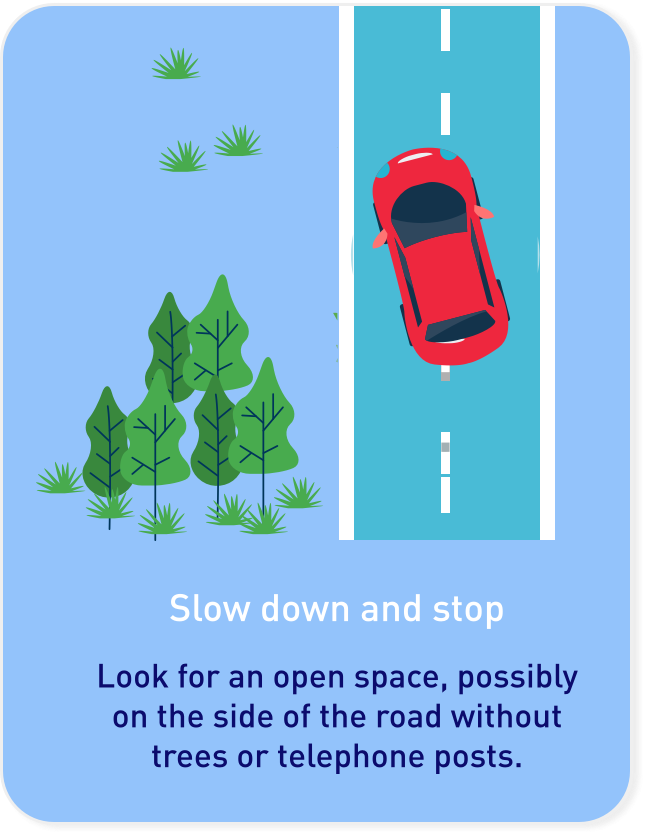 Slow down and stop
Look for an open space, possibly
on the side of the road without
trees or telephone posts.